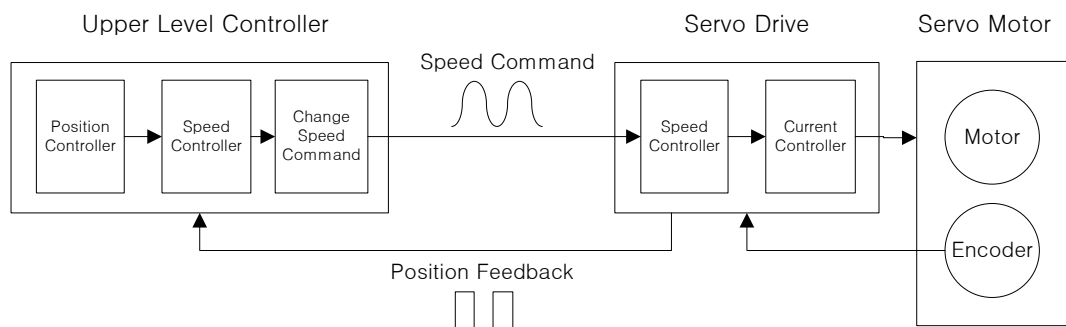 Upper Level Controller
Servo Drive
Servo Motor
Speed Command
Position
Controller
Speed
Controller
Change
Speed
Command
Speed
Controller
Current
Controller
Motor
Encoder
Position Feedback